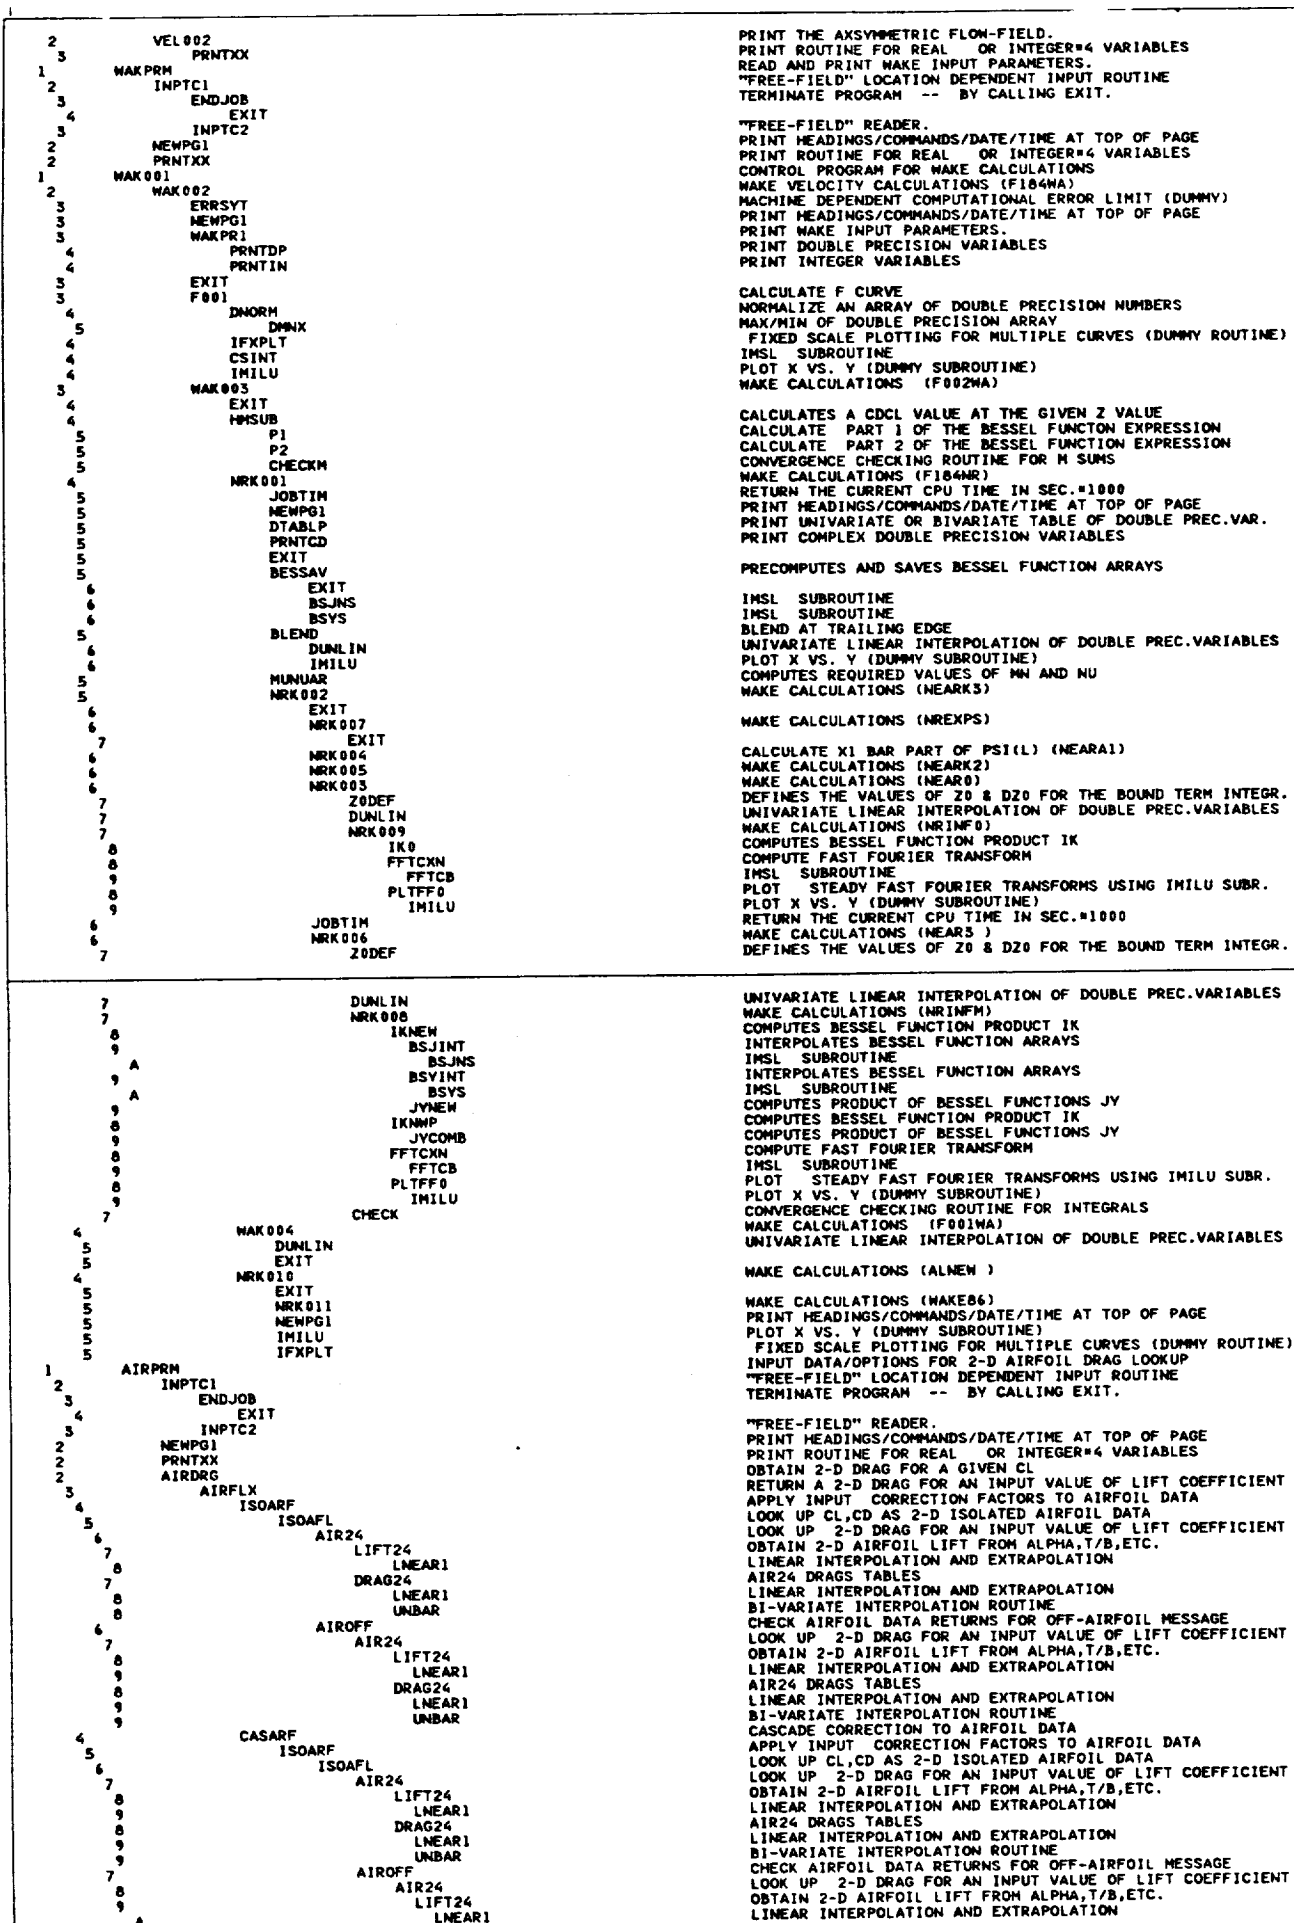 2 VEL002 PRINT THE AXSYMMETRIC FLOW-FIELD.
3 PRNTXX PRINT ROUTINE FOR REAL OR INTEGER*4 VARIABLES
1 WAKPRM READ AND PRINT WAKE INPUT PARAMETERS.
2 INPTC1 "FREE-FIELD" LOCATION DEPENDENT INPUT ROUTINE
3 ENDJOB TERMINATE PROGRAM -- BY CALLING EXIT.
4 EXIT
3 INPTC2 "FREE-FIELD" READER.
2 NEWPG1 PRINT HEADINGS/COMMANDS/DATE/TIME AT TOP OF PAGE
2 PRNTXX PRINT ROUTINE FOR REAL OR INTEGER*4 VARIABLES
1 WAK001 CONTROL PROGRAM FOR WAKE CALCULATIONS
2 WAK002 WAKE VELOCITY CALCULATIONS (F184WA)
3 ERRSYT MACHINE DEPENDENT COMPUTATIONAL ERROR LIMIT (DUMMY)
3 NEWPG1 PRINT HEADINGS/COMMANDS/DATE/TIME AT TOP OF PAGE
3 WAKPR1 PRINT WAKE INPUT PARAMETERS.
4 PRNTDP PRINT DOUBLE PRECISION VARIABLES
4 PRNTIN PRINT INTEGER VARIABLES
3 EXIT
3 F001 CALCULATE F CURVE
4 DNORM NORMALIZE AN ARRAY OF DOUBLE PRECISION NUMBERS
5 DMNX MAX/MIN OF DOUBLE PRECISION ARRAY
4 IFXPLT FIXED SCALE PLOTTING FOR MULTIPLE CURVES (DUMMY ROUTINE)
4 CSINT IMSL SUBROUTINE
4 IMILU PLOT X VS. Y (DUMMY SUBROUTINE)
3 WAK003 WAKE CALCULATIONS (F002WA)
4 EXIT
4 HMSUB CALCULATES A CDCL VALUE AT THE GIVEN Z VALUE
5 P1 CALCULATE PART 1 OF THE BESSEL FUNCTON EXPRESSION
5 P2 CALCULATE PART 2 OF THE BESSEL FUNCTION EXPRESSION
5 CHECKM CONVERGENCE CHECKING ROUTINE FOR M SUMS
4 NRK001 WAKE CALCULATIONS (F184NR)
5 JOBTIM RETURN THE CURRENT CPU TIME IN SEC.*1000
5 NEWPG1 PRINT HEADINGS/COMMANDS/DATE/TIME AT TOP OF PAGE
5 DTABLP PRINT UNIVARIATE OR BIVARIATE TABLE OF DOUBLE PREC.VAR.
5 PRNTCD PRINT COMPLEX DOUBLE PRECISION VARIABLES
5 EXIT
5 BESSAV PRECOMPUTES AND SAVES BESSEL FUNCTION ARRAYS
6 EXIT
6 BSJNS IMSL SUBROUTINE
6 BSYS IMSL SUBROUTINE
5 BLEND BLEND AT TRAILING EDGE
6 DUNLIN UNIVARIATE LINEAR INTERPOLATION OF DOUBLE PREC.VARIABLES
6 IMILU PLOT X VS. Y (DUMMY SUBROUTINE)
5 MUNUAR COMPUTES REQUIRED VALUES OF MN AND NU
5 NRK002 WAKE CALCULATIONS (NEARK3)
6 EXIT
6 NRK007 WAKE CALCULATIONS (NREXPS)
7 EXIT
6 NRK004 CALCULATE X1 BAR PART OF PSI(L) (NEARA1)
6 NRK005 WAKE CALCULATIONS (NEARK2)
6 NRK003 WAKE CALCULATIONS (NEAR0)
7 Z0DEF DEFINES THE VALUES OF Z0 & DZ0 FOR THE BOUND TERM INTEGR.
7 DUNLIN UNIVARIATE LINEAR INTERPOLATION OF DOUBLE PREC.VARIABLES
7 NRK009 WAKE CALCULATIONS (NRINF0)
8 IK0 COMPUTES BESSEL FUNCTION PRODUCT IK
8 FFTCXN COMPUTE FAST FOURIER TRANSFORM
9 FFTCB IMSL SUBROUTINE
8 PLTFF0 PLOT STEADY FAST FOURIER TRANSFORMS USING IMILU SUBR.
9 IMILU PLOT X VS. Y (DUMMY SUBROUTINE)
6 JOBTIM RETURN THE CURRENT CPU TIME IN SEC.*1000
6 NRK006 WAKE CALCULATIONS (NEAR3 )
7 Z0DEF DEFINES THE VALUES OF Z0 & DZ0 FOR THE BOUND TERM INTEGR.
7 DUNLIN UNIVARIATE LINEAR INTERPOLATION OF DOUBLE PREC.VARIABLES
7 NRK008 WAKE CALCULATIONS (NRINFM)
8 IKNEW COMPUTES BESSEL FUNCTION PRODUCT IK
9 BSJINT INTERPOLATES BESSEL FUNCTION ARRAYS
A BSJNS IMSL SUBROUTINE
9 BSYINT INTERPOLATES BESSEL FUNCTION ARRAYS
A BSYS IMSL SUBROUTINE
9 JYNEW COMPUTES PRODUCT OF BESSEL FUNCTIONS JY
8 IKNWP COMPUTES BESSEL FUNCTION PRODUCT IK
9 JYCOMB COMPUTES PRODUCT OF BESSEL FUNCTIONS JY
8 FFTCXN COMPUTE FAST FOURIER TRANSFORM
9 FFTCB IMSL SUBROUTINE
8 PLTFF0 PLOT STEADY FAST FOURIER TRANSFORMS USING IMILU SUBR.
9 IMILU PLOT X VS. Y (DUMMY SUBROUTINE)
7 CHECK CONVERGENCE CHECKING ROUTINE FOR INTEGRALS
4 WAK004 WAKE CALCULATIONS (F001WA)
5 DUNLIN UNIVARIATE LINEAR INTERPOLATION OF DOUBLE PREC.VARIABLES
5 EXIT
4 NRK010 WAKE CALCULATIONS (ALNEW )
5 EXIT
5 NRK011 WAKE CALCULATIONS (WAKE86)
5 NEWPG1 PRINT HEADINGS/COMMANDS/DATE/TIME AT TOP OF PAGE
5 IMILU PLOT X VS. Y (DUMMY SUBROUTINE)
5 IFXPLT FIXED SCALE PLOTTING FOR MULTIPLE CURVES (DUMMY ROUTINE)
1 AIRPRM INPUT DATA/OPTIONS FOR 2-D AIRFOIL DRAG LOOKUP
2 INPTC1 "FREE-FIELD" LOCATION DEPENDENT INPUT ROUTINE
3 ENDJOB TERMINATE PROGRAM -- BY CALLING EXIT.
4 EXIT
3 INPTC2 "FREE-FIELD" READER.
2 NEWPG1 PRINT HEADINGS/COMMANDS/DATE/TIME AT TOP OF PAGE
2 PRNTXX PRINT ROUTINE FOR REAL OR INTEGER*4 VARIABLES
2 AIRDRG OBTAIN 2-D DRAG FOR A GIVEN CL
3 AIRFLX RETURN A 2-D DRAG FOR AN INPUT VALUE OF LIFT COEFFICIENT
4 ISOARF APPLY INPUT CORRECTION FACTORS TO AIRFOIL DATA
5 ISOAFL LOOK UP CL,CD AS 2-D ISOLATED AIRFOIL DATA
6 AIR24 LOOK UP 2-D DRAG FOR AN INPUT VALUE OF LIFT COEFFICIENT
7 LIFT24 OBTAIN 2-D AIRFOIL LIFT FROM ALPHA,T/B,ETC.
8 LNEAR1 LINEAR INTERPOLATION AND EXTRAPOLATION
7 DRAG24 AIR24 DRAGS TABLES
8 LNEAR1 LINEAR INTERPOLATION AND EXTRAPOLATION
8 UNBAR BI-VARIATE INTERPOLATION ROUTINE
6 AIROFF CHECK AIRFOIL DATA RETURNS FOR OFF-AIRFOIL MESSAGE
7 AIR24 LOOK UP 2-D DRAG FOR AN INPUT VALUE OF LIFT COEFFICIENT
8 LIFT24 OBTAIN 2-D AIRFOIL LIFT FROM ALPHA,T/B,ETC.
9 LNEAR1 LINEAR INTERPOLATION AND EXTRAPOLATION
8 DRAG24 AIR24 DRAGS TABLES
9 LNEAR1 LINEAR INTERPOLATION AND EXTRAPOLATION
9 UNBAR BI-VARIATE INTERPOLATION ROUTINE
4 CASARF CASCADE CORRECTION TO AIRFOIL DATA
5 ISOARF APPLY INPUT CORRECTION FACTORS TO AIRFOIL DATA
6 ISOAFL LOOK UP CL,CD AS 2-D ISOLATED AIRFOIL DATA
7 AIR24 LOOK UP 2-D DRAG FOR AN INPUT VALUE OF LIFT COEFFICIENT
8 LIFT24 OBTAIN 2-D AIRFOIL LIFT FROM ALPHA,T/B,ETC.
9 LNEAR1 LINEAR INTERPOLATION AND EXTRAPOLATION
8 DRAG24 AIR24 DRAGS TABLES
9 LNEAR1 LINEAR INTERPOLATION AND EXTRAPOLATION
9 UNBAR BI-VARIATE INTERPOLATION ROUTINE
7 AIROFF CHECK AIRFOIL DATA RETURNS FOR OFF-AIRFOIL MESSAGE
8 AIR24 LOOK UP 2-D DRAG FOR AN INPUT VALUE OF LIFT COEFFICIENT
9 LIFT24 OBTAIN 2-D AIRFOIL LIFT FROM ALPHA,T/B,ETC.
A LNEAR1 LINEAR INTERPOLATION AND EXTRAPOLATION